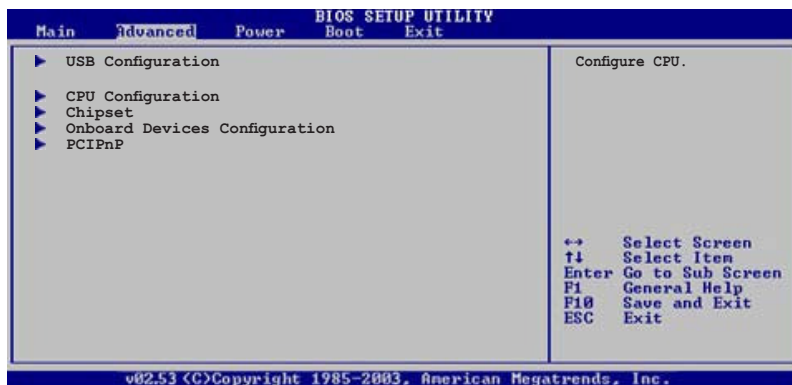 BIOS SETUP UTILITY
Main Advanced Power Boot Exit
USB Configuration
CPU Configuration
Chipset
Onboard Devices Configuration
PCIPnP
Configure CPU.
↔ Select Screen
↑↓ Select Item
Enter Go to Sub Screen
F1 General Help
F10 Save and Exit
ESC Exit
v02.53 (C)Copyright 1985-2003, American Megatrends, Inc.